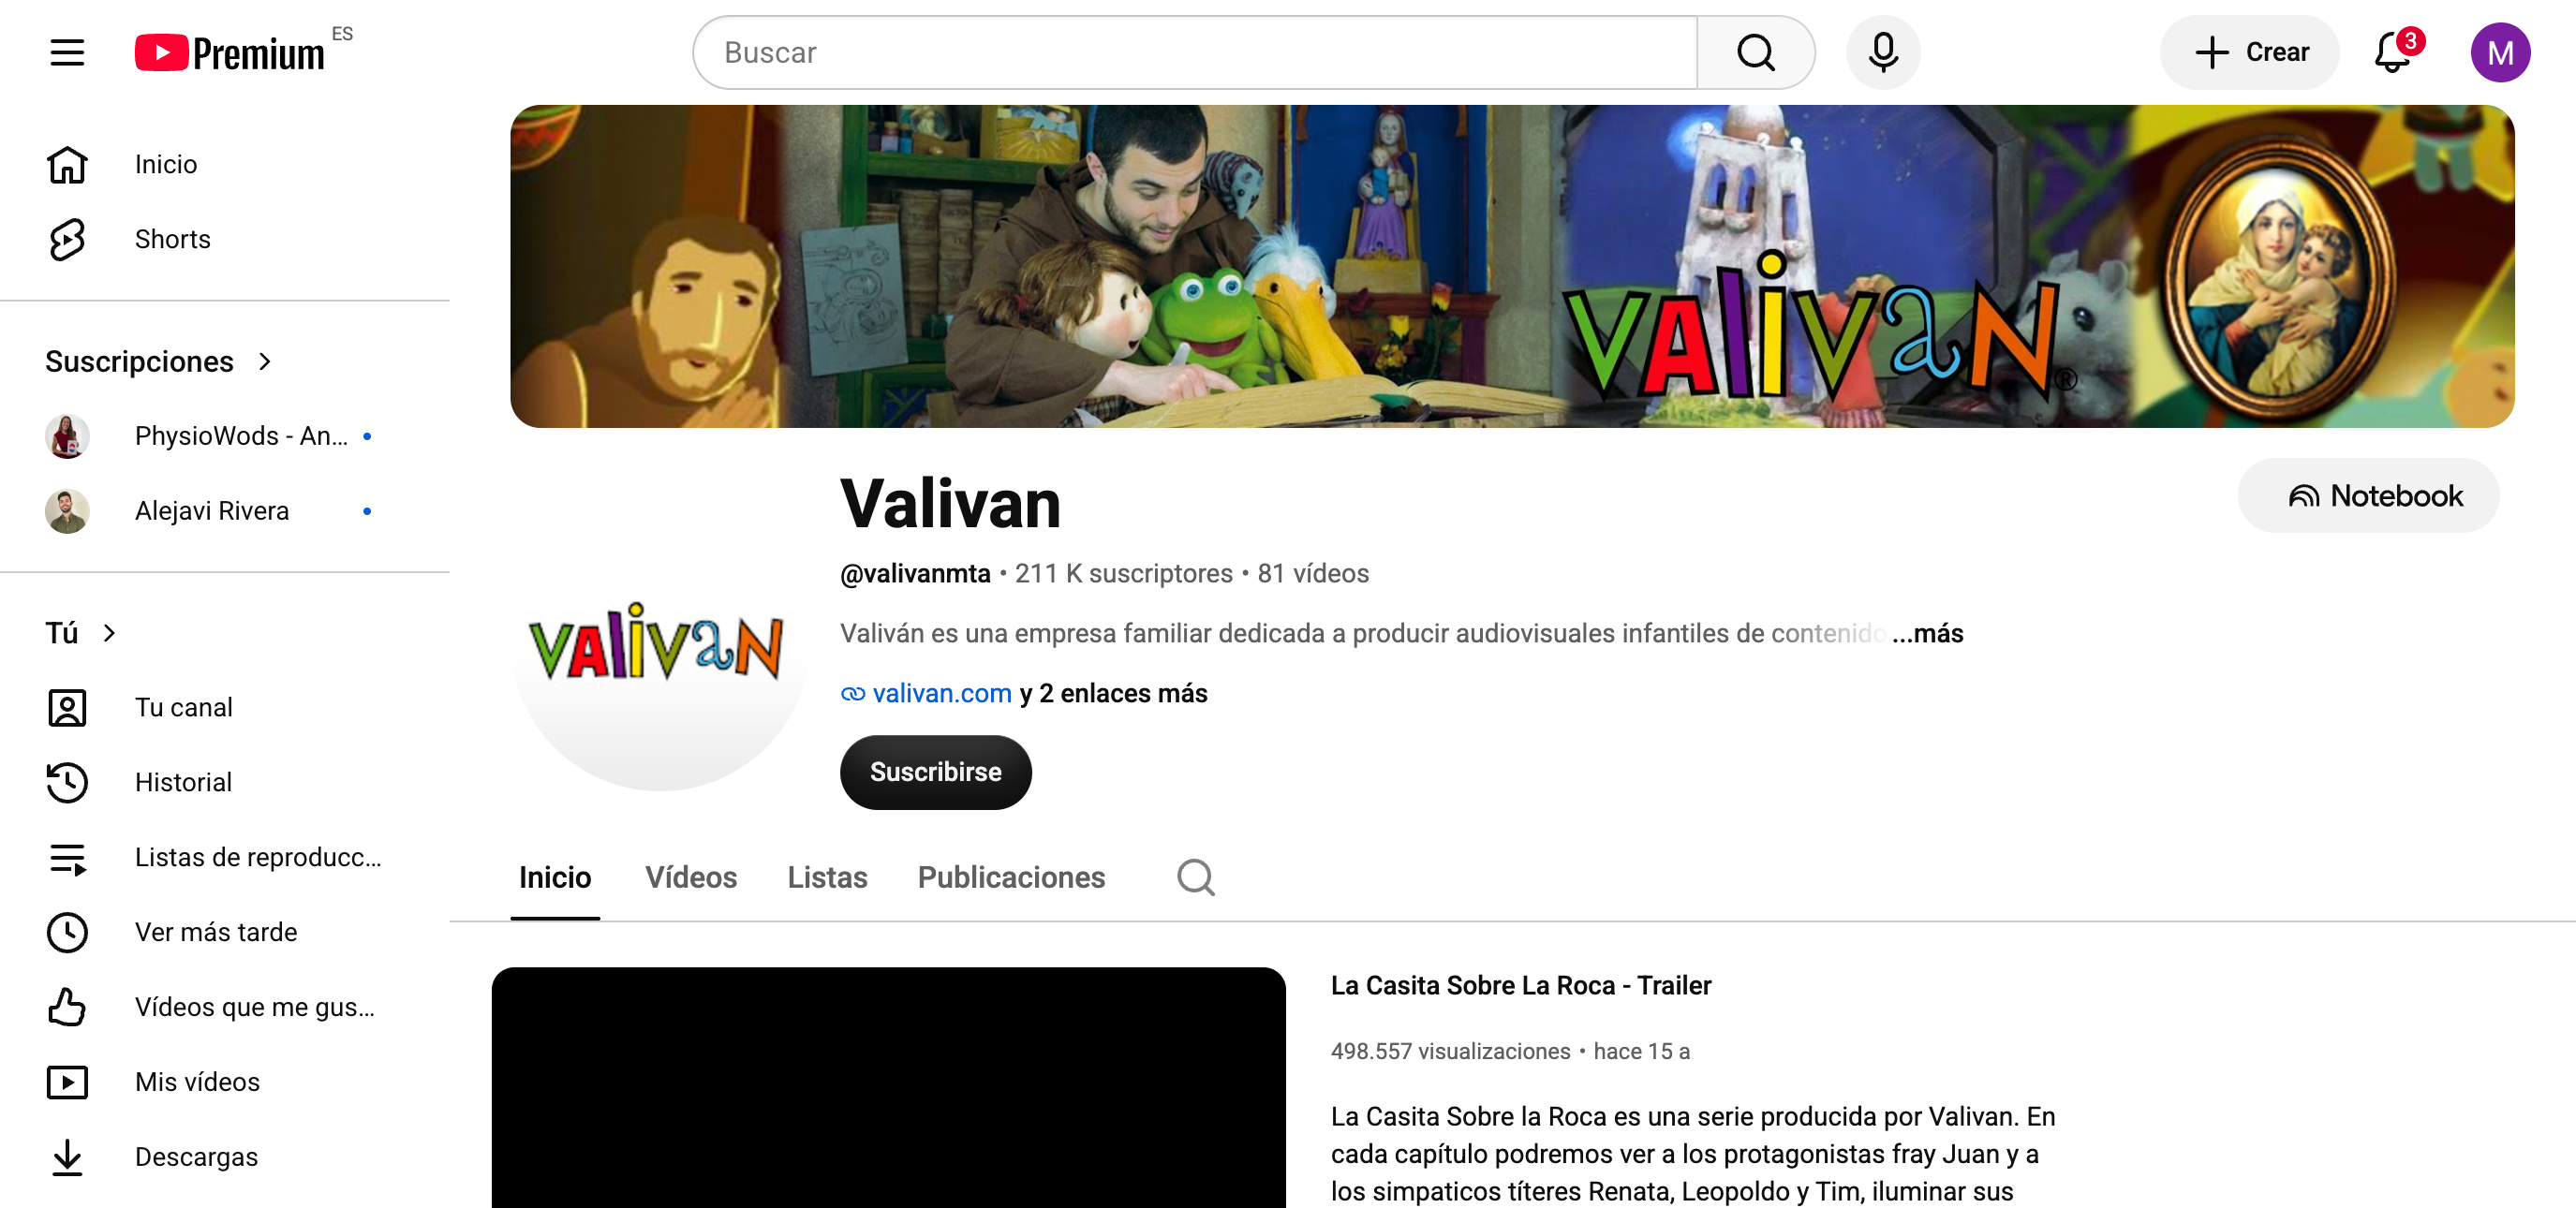 Premium ES
Buscar
Crear
3
M
Inicio
Shorts
Suscripciones
PhysioWods - An...
Alejavi Rivera
Tú
Tu canal
Historial
Listas de reproducc...
Ver más tarde
Vídeos que me gus...
Mis vídeos
Descargas
VALIVAN®
VALIVAN
Valivan
Notebook
@valivanmta • 211 K suscriptores • 81 vídeos
Valiván es una empresa familiar dedicada a producir audiovisuales infantiles de contenido ...más
valivan.com y 2 enlaces más
Suscribirse
Inicio Vídeos Listas Publicaciones
La Casita Sobre La Roca - Trailer
498.557 visualizaciones • hace 15 a
La Casita Sobre la Roca es una serie producida por Valivan. En
cada capítulo podremos ver a los protagonistas fray Juan y a
los simpaticos títeres Renata, Leopoldo y Tim, iluminar sus